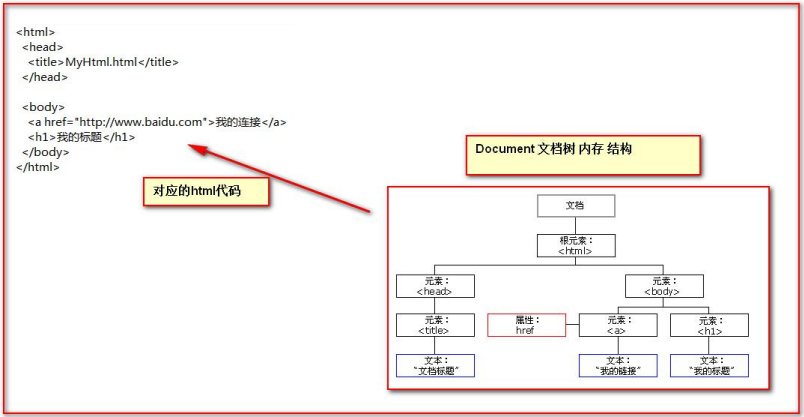 <html>
<head>
<title>MyHtml.html</title>
</head>
<body>
<a href="http://www.baidu.com">我的连接</a>
<h1>我的标题</h1>
</body>
</html>
对应的html代码
Document 文档树 内存 结构
文档
根元素：
<html>
元素：
<head>
元素：
<body>
元素：
<title>
属性：
href
元素：
<a>
元素：
<h1>
文本：
“文档标题”
文本：
“我的链接”
文本：
“我的标题”